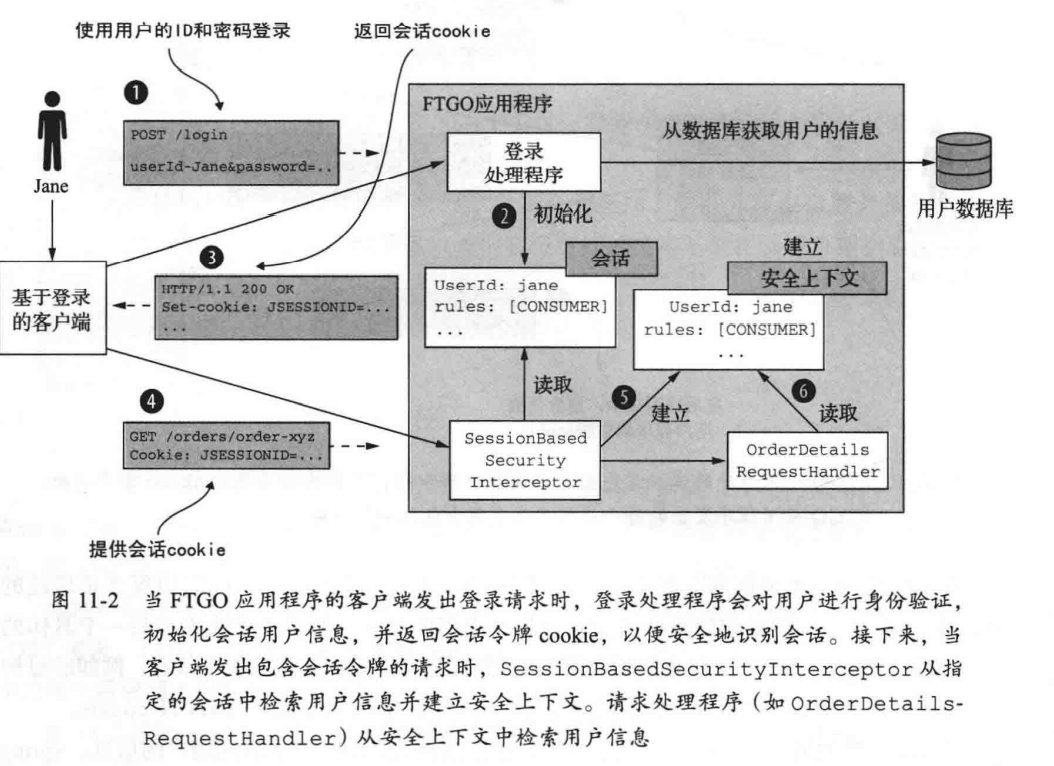 使用用户的ID和密码登录
返回会话cookie
1
FTGO应用程序
POST /login
userId-Jane&password=..
登录
处理程序
从数据库获取用户的信息
Jane
用户数据库
2
初始化
3
会话
建立
安全上下文
基于登录
的客户端
HTTP/1.1 200 OK
Set-cookie: JSESSIONID=...
...
UserId: jane
rules: [CONSUMER]
...
UserId: jane
rules: [CONSUMER]
...
读取
5
建立
6
读取
4
GET /orders/order-xyz
Cookie: JSESSIONID=...
SessionBased
Security
Interceptor
OrderDetails
RequestHandler
提供会话cookie
图 11-2 当 FTGO 应用程序的客户端发出登录请求时，登录处理程序会对用户进行身份验证，
初始化会话用户信息，并返回会话令牌 cookie，以便安全地识别会话。接下来，当
客户端发出包含会话令牌的请求时，SessionBasedSecurityInterceptor 从指
定的会话中检索用户信息并建立安全上下文。请求处理程序（如 OrderDetails-
RequestHandler）从安全上下文中检索用户信息